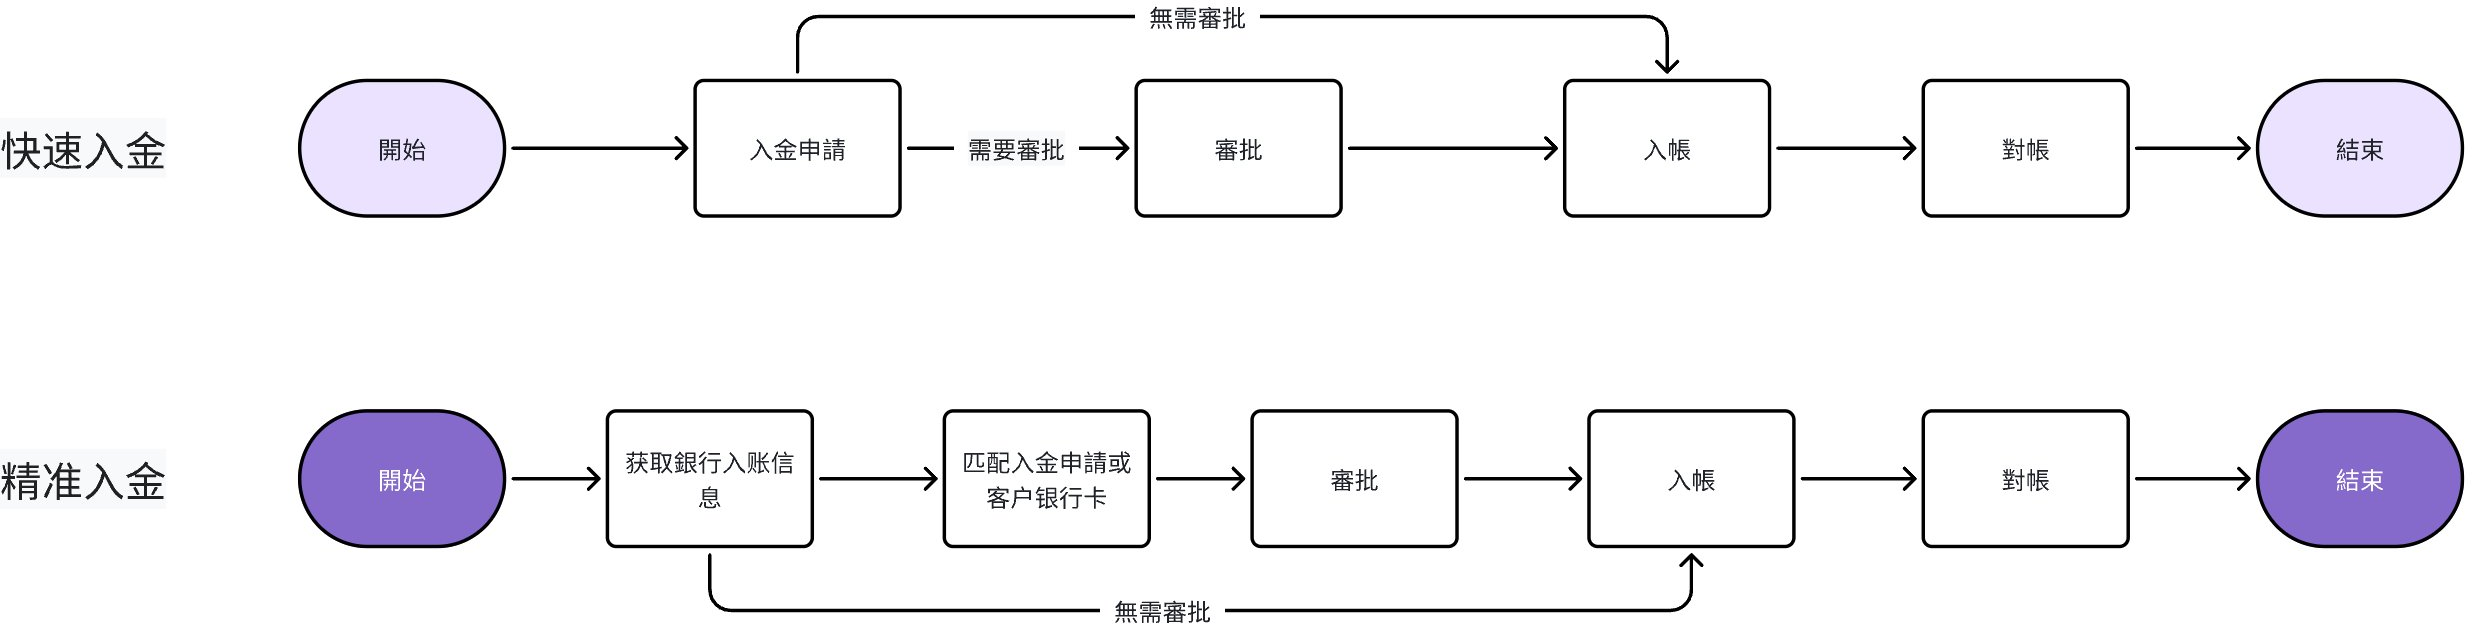 無需審批
快速入金
開始
入金申請
需要審批
審批
入帳
對帳
結束
精准入金
開始
获取銀行入账信
息
匹配入金申請或
客户银行卡
審批
入帳
對帳
結束
無需審批